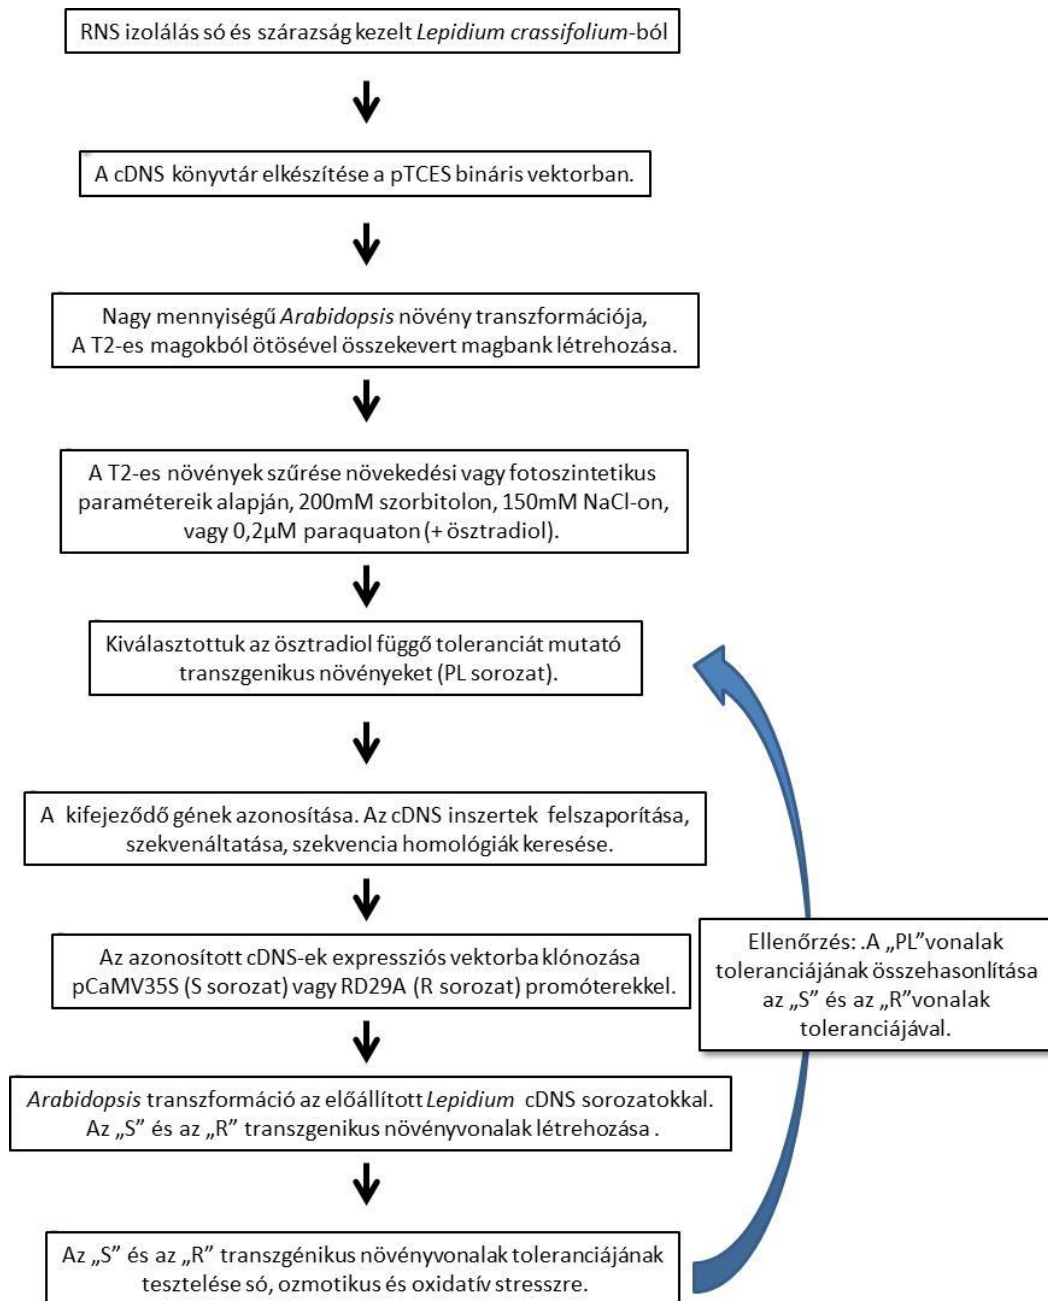 RNS izolálás só és szárazság kezelt Lepidium crassifolium-ból
A cDNS könyvtár elkészítése a pTCES bináris vektorban.
Nagy mennyiségű Arabidopsis növény transzformációja,
A T2-es magokból ötösével összekevert magbank létrehozása.
A T2-es növények szűrése növekedési vagy fotoszintetikus
paramétereik alapján, 200mM szorbitolon, 150mM NaCl-on,
vagy 0,2µM paraquaton (+ ösztradiol).
Kiválasztottuk az ösztradiol függő toleranciát mutató
transzgenikus növényeket (PL sorozat).
A kifejeződő gének azonosítása. Az cDNS inszertek felszaporítása,
szekvenáltatása, szekvencia homológiák keresése.
Az azonosított cDNS-ek expressziós vektorba klónozása
pCaMV35S (S sorozat) vagy RD29A (R sorozat) promóterekkel.
Ellenőrzés: .A „PL”vonalak
toleranciájának összehasonlítása
az „S” és az „R”vonalak
toleranciájával.
Arabidopsis transzformáció az előállított Lepidium cDNS sorozatokkal.
Az „S” és az „R” transzgenikus növényvonalak létrehozása .
Az „S” és az „R” transzgénikus növényvonalak toleranciájának
tesztelése só, ozmotikus és oxidatív stresszre.